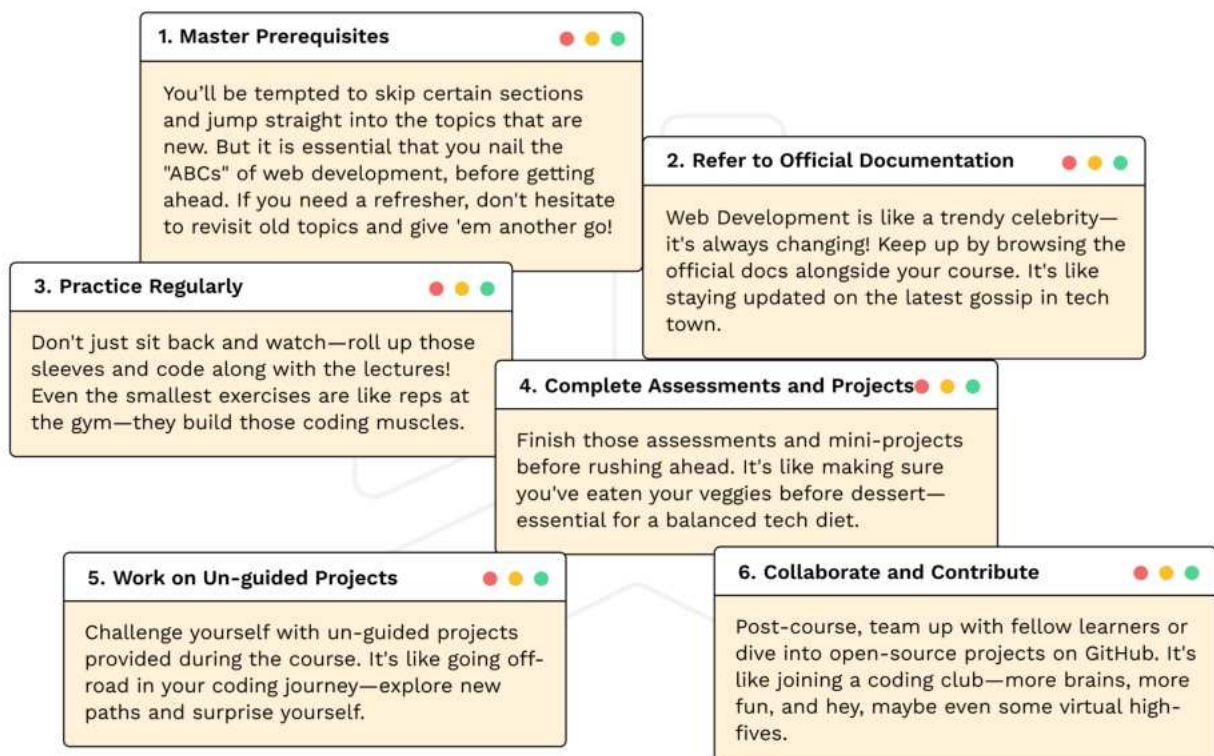 1. Master Prerequisites
You’ll be tempted to skip certain sections
and jump straight into the topics that are
new. But it is essential that you nail the
"ABCs" of web development, before getting
ahead. If you need a refresher, don't hesitate
to revisit old topics and give 'em another go!
2. Refer to Official Documentation
Web Development is like a trendy celebrity—
it's always changing! Keep up by browsing the
official docs alongside your course. It's like
staying updated on the latest gossip in tech
town.
3. Practice Regularly
Don't just sit back and watch—roll up those
sleeves and code along with the lectures!
Even the smallest exercises are like reps at
the gym—they build those coding muscles.
4. Complete Assessments and Projects
Finish those assessments and mini-projects
before rushing ahead. It's like making sure
you've eaten your veggies before dessert—
essential for a balanced tech diet.
5. Work on Un-guided Projects
Challenge yourself with un-guided projects
provided during the course. It's like going off-
road in your coding journey—explore new
paths and surprise yourself.
6. Collaborate and Contribute
Post-course, team up with fellow learners or
dive into open-source projects on GitHub. It's
like joining a coding club—more brains, more
fun, and hey, maybe even some virtual high-
fives.